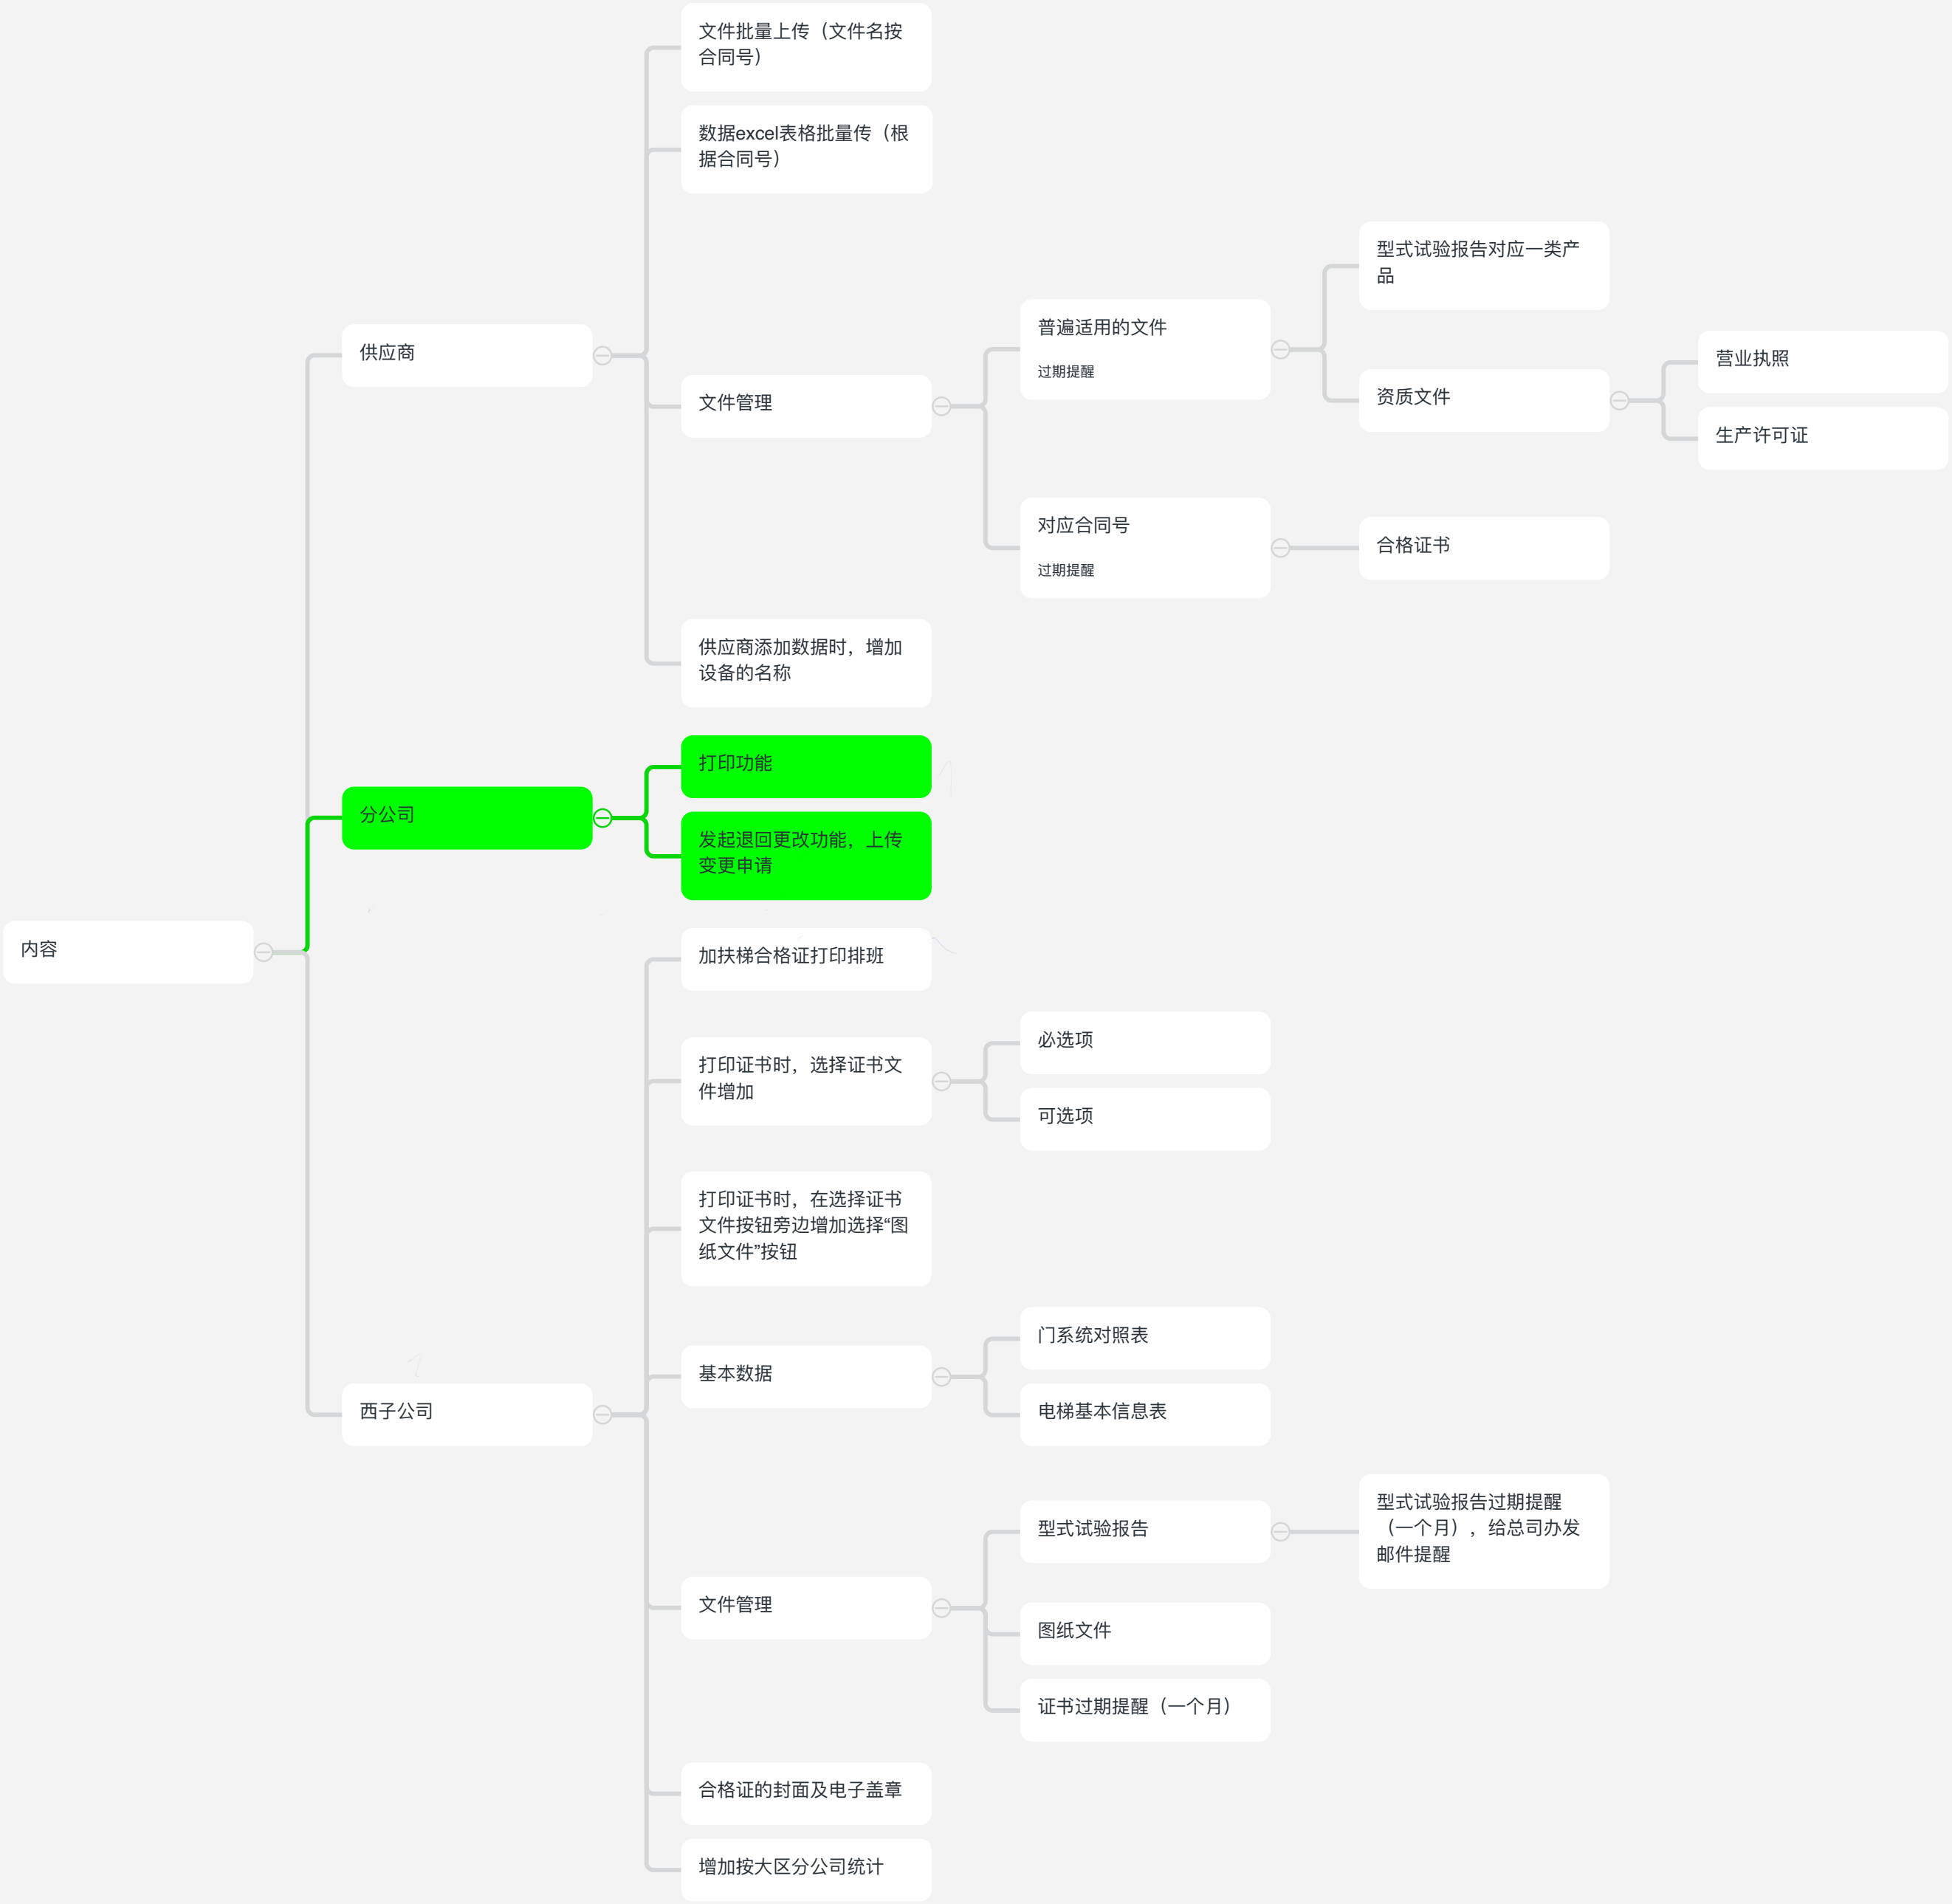 文件批量上传（文件名按
合同号）
数据excel表格批量传（根
据合同号）
型式试验报告对应一类产
品
普遍适用的文件
过期提醒
营业执照
供应商
文件管理
资质文件
生产许可证
对应合同号
过期提醒
合格证书
供应商添加数据时，增加
设备的名称
打印功能
分公司
发起退回更改功能，上传
变更申请
内容
加扶梯合格证打印排班
必选项
打印证书时，选择证书文
件增加
可选项
打印证书时，在选择证书
文件按钮旁边增加选择“图
纸文件”按钮
门系统对照表
基本数据
西子公司
电梯基本信息表
型式试验报告过期提醒
（一个月），给总司办发
邮件提醒
型式试验报告
文件管理
图纸文件
证书过期提醒（一个月）
合格证的封面及电子盖章
增加按大区分公司统计